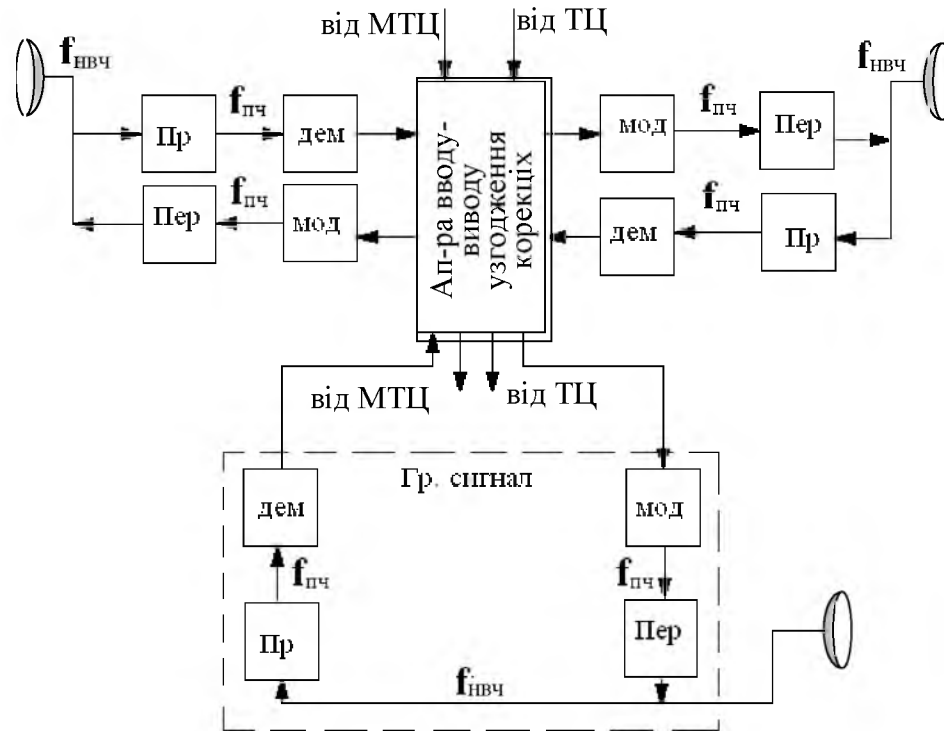 від МТЦ
від ТЦ
fнвч
fнвч
fпч
fпч
Пр
дем
мод
Пер
fпч
fпч
Пер
мод
дем
Пр
Ап-ра вводу-
виводу
узгодження
корекціх
від МТЦ
від ТЦ
Гр. сигнал
дем
мод
fпч
fпч
Пр
Пер
fнвч